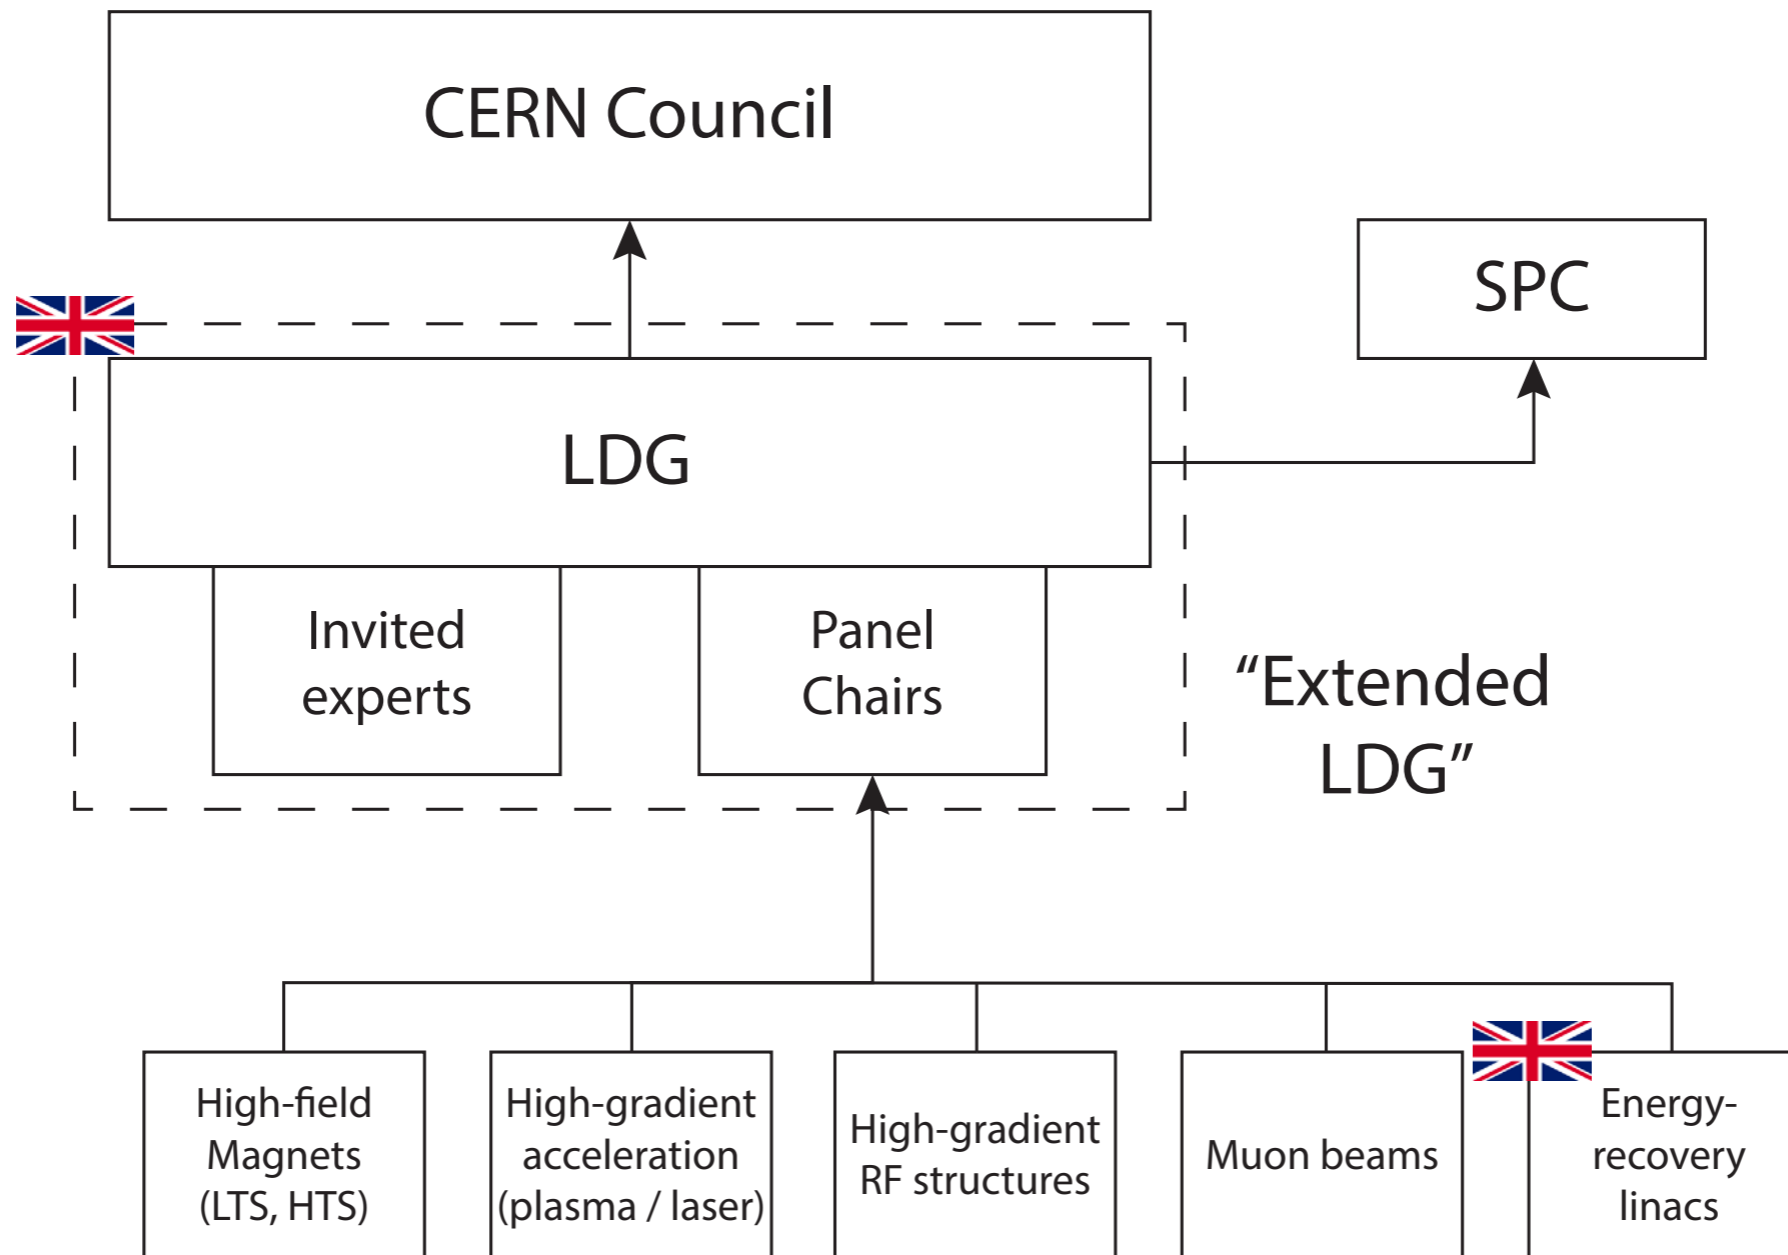 CERN Council
SPC
LDG
Invited
experts
Panel
Chairs
“Extended
LDG”
High-field
Magnets
(LTS, HTS)
High-gradient
acceleration
(plasma / laser)
High-gradient
RF structures
Muon beams
Energy-
recovery
linacs